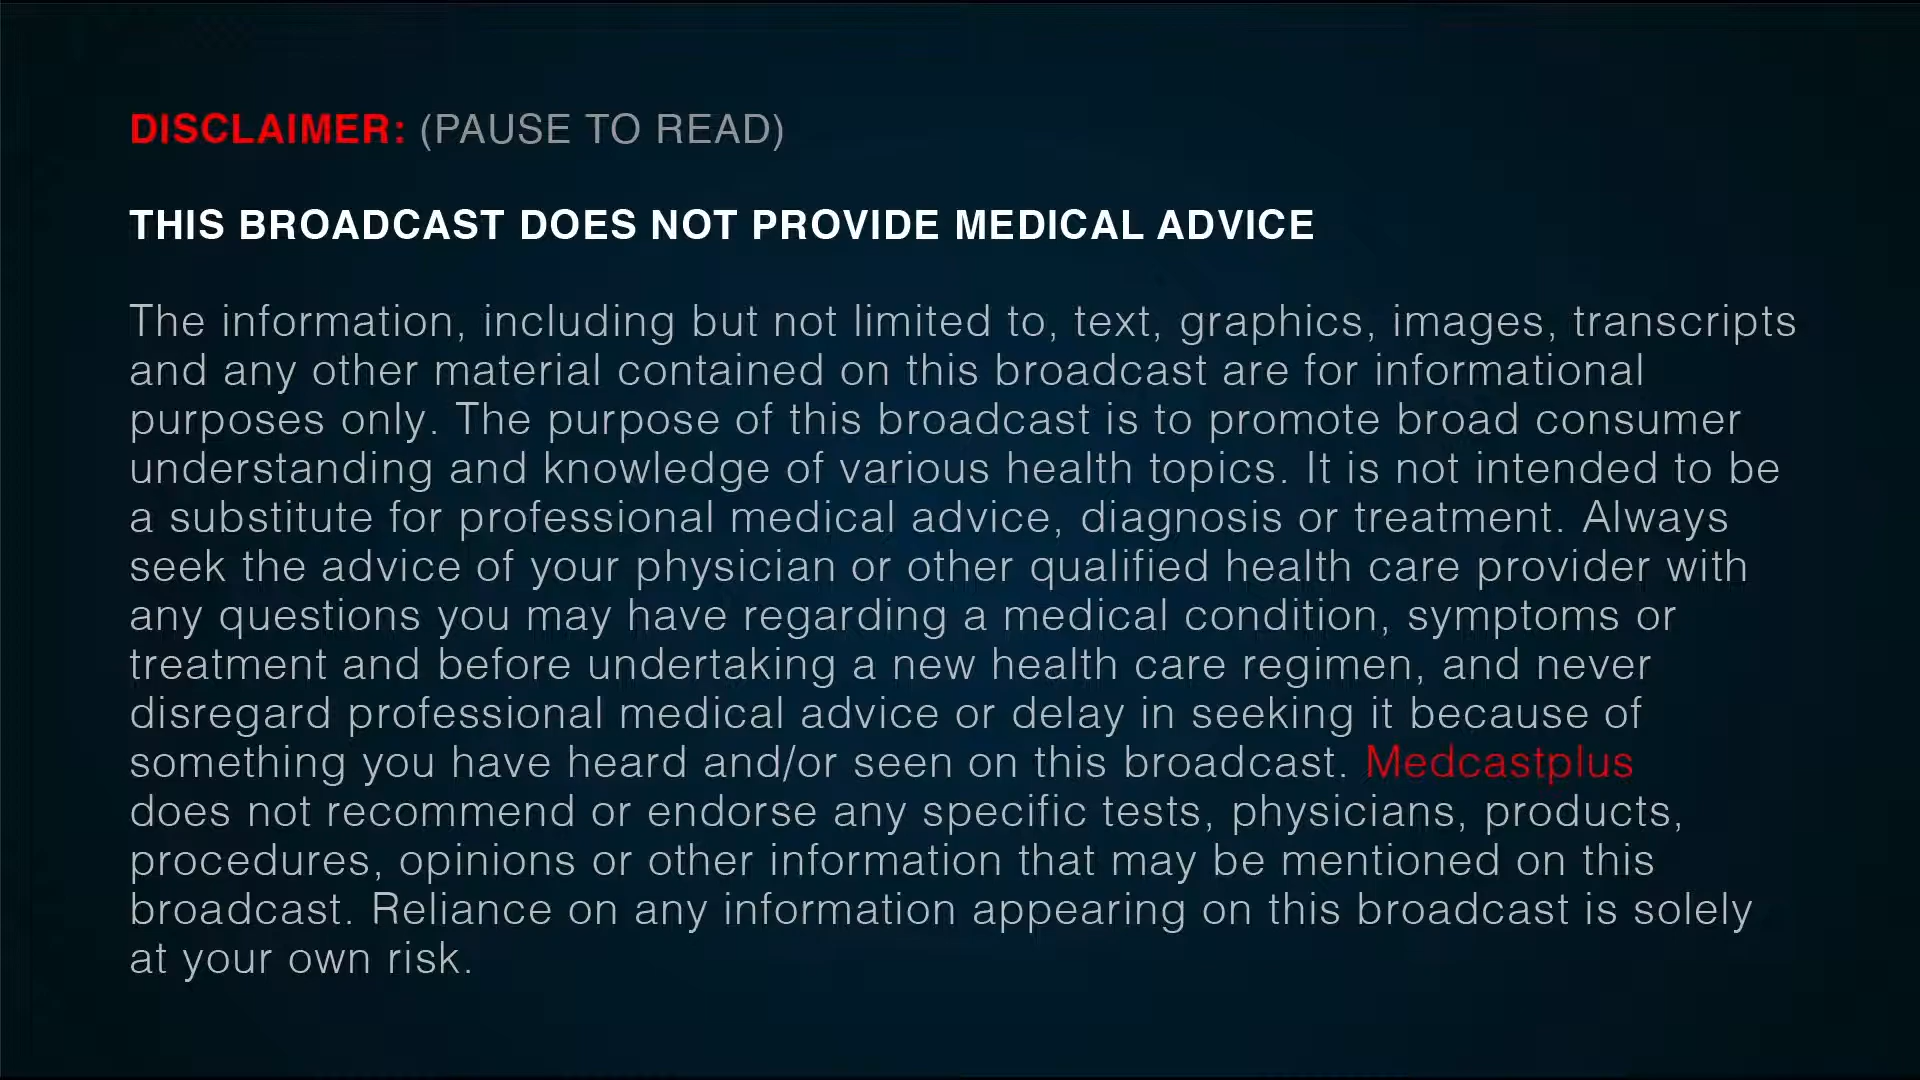 DISCLAIMER: (PAUSE TO READ)
THIS BROADCAST DOES NOT PROVIDE MEDICAL ADVICE
The information, including but not limited to, text, graphics, images, transcripts
and any other material contained on this broadcast are for informational
purposes only. The purpose of this broadcast is to promote broad consumer
understanding and knowledge of various health topics. It is not intended to be
a substitute for professional medical advice, diagnosis or treatment. Always
seek the advice of your physician or other qualified health care provider with
any questions you may have regarding a medical condition, symptoms or
treatment and before undertaking a new health care regimen, and never
disregard professional medical advice or delay in seeking it because of
something you have heard and/or seen on this broadcast. Medcastplus
does not recommend or endorse any specific tests, physicians, products,
procedures, opinions or other information that may be mentioned on this
broadcast. Reliance on any information appearing on this broadcast is solely
at your own risk.